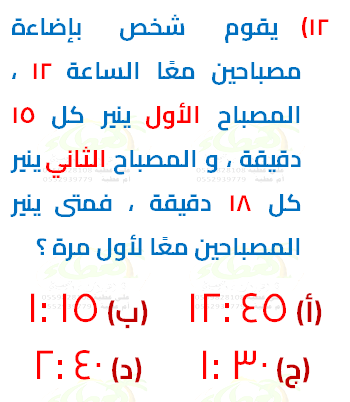 ١٢) يقوم شخص بإضاءة
مصباحين معًا الساعة ١٢ ،
المصباح الأول ينير كل ١٥
دقيقة ، و المصباح الثاني ينير
كل ١٨ دقيقة ، فمتى ينير
المصباحين معًا لأول مرة ؟
(أ) ١٢: ٤٥ (ب) ١: ١٥
(ج) ١: ٣٠ (د) ٢: ٤٠